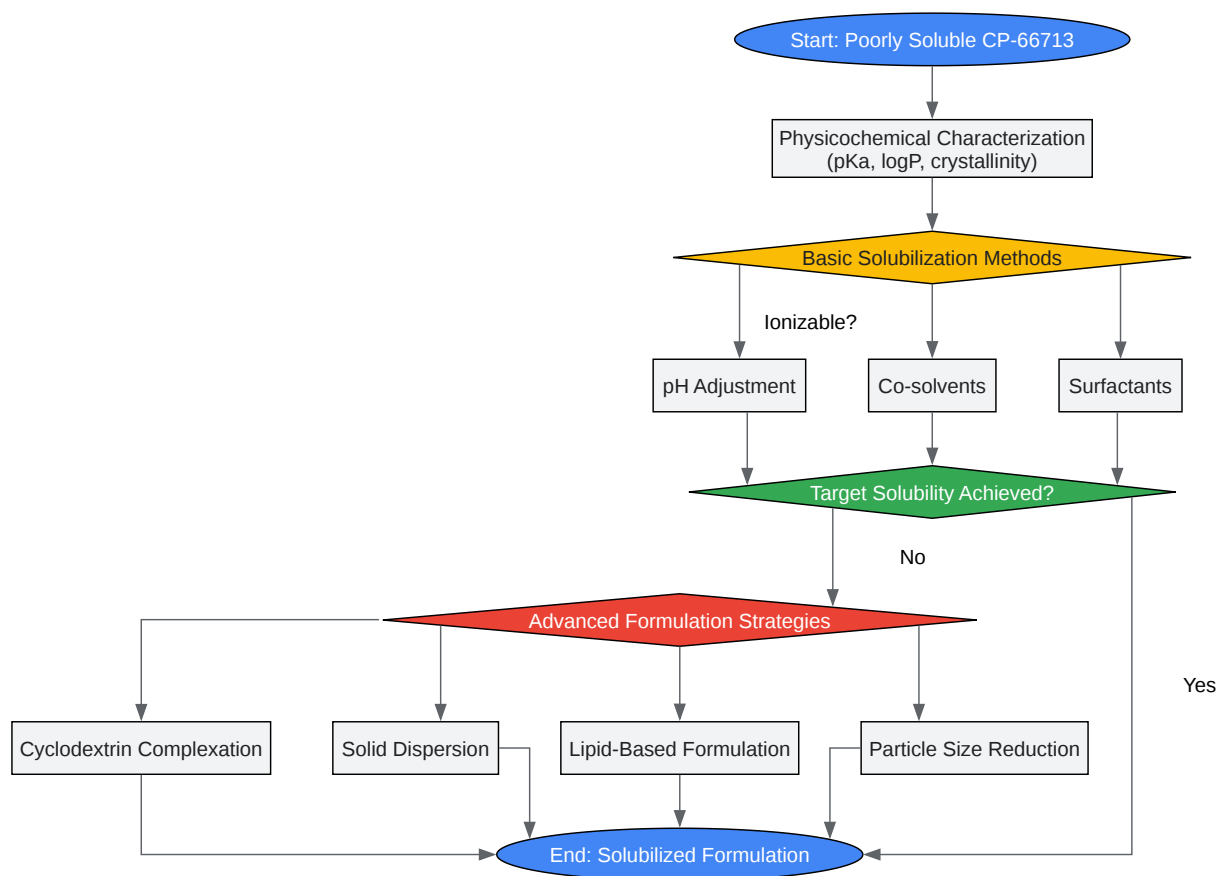 Start: Poorly Soluble CP-66713
Physicochemical Characterization
(pKa, logP, crystallinity)
Basic Solubilization Methods
Ionizable?
pH Adjustment
Co-solvents
Surfactants
Target Solubility Achieved?
No
Advanced Formulation Strategies
Yes
Cyclodextrin Complexation
Solid Dispersion
Lipid-Based Formulation
Particle Size Reduction
End: Solubilized Formulation